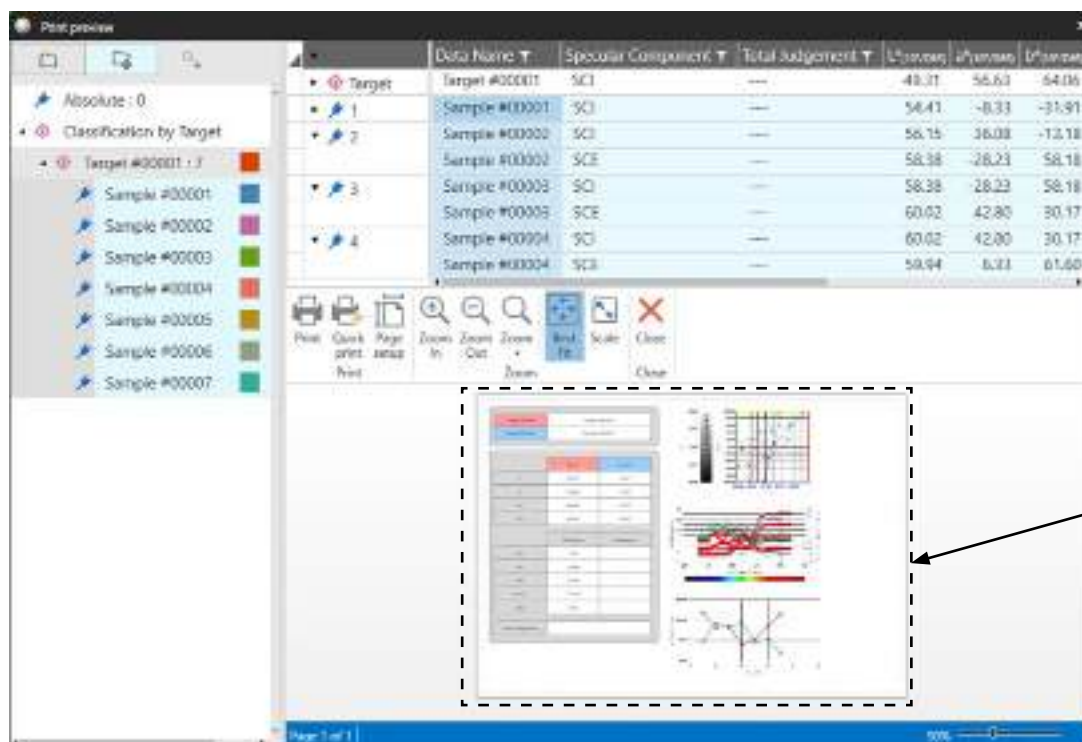 Print preview
Data Name Specular Component Total Judgement
Target Target #00001 SCI ---- 49.31 56.63 64.06
1 Sample #00001 SCI ---- 54.41 -8.33 -31.91
2 Sample #00002 SCI ---- 56.15 36.08 -13.18
Sample #00002 SCE ---- 58.38 -28.23 58.18
3 Sample #00003 SCI ---- 58.38 -28.23 58.18
Sample #00003 SCE ---- 60.02 42.80 30.17
4 Sample #00004 SCI ---- 60.02 42.80 30.17
Sample #00004 SCE ---- 59.94 6.33 61.60
Absolute : 0
Classification by Target
Target #00001 : 7
Sample #00001
Sample #00002
Sample #00003
Sample #00004
Sample #00005
Sample #00006
Sample #00007
Print Quick print Page setup Zoom In Zoom Out Zoom Best Fit Scale Close
Print Zoom Close
Page 1 of 1
50%